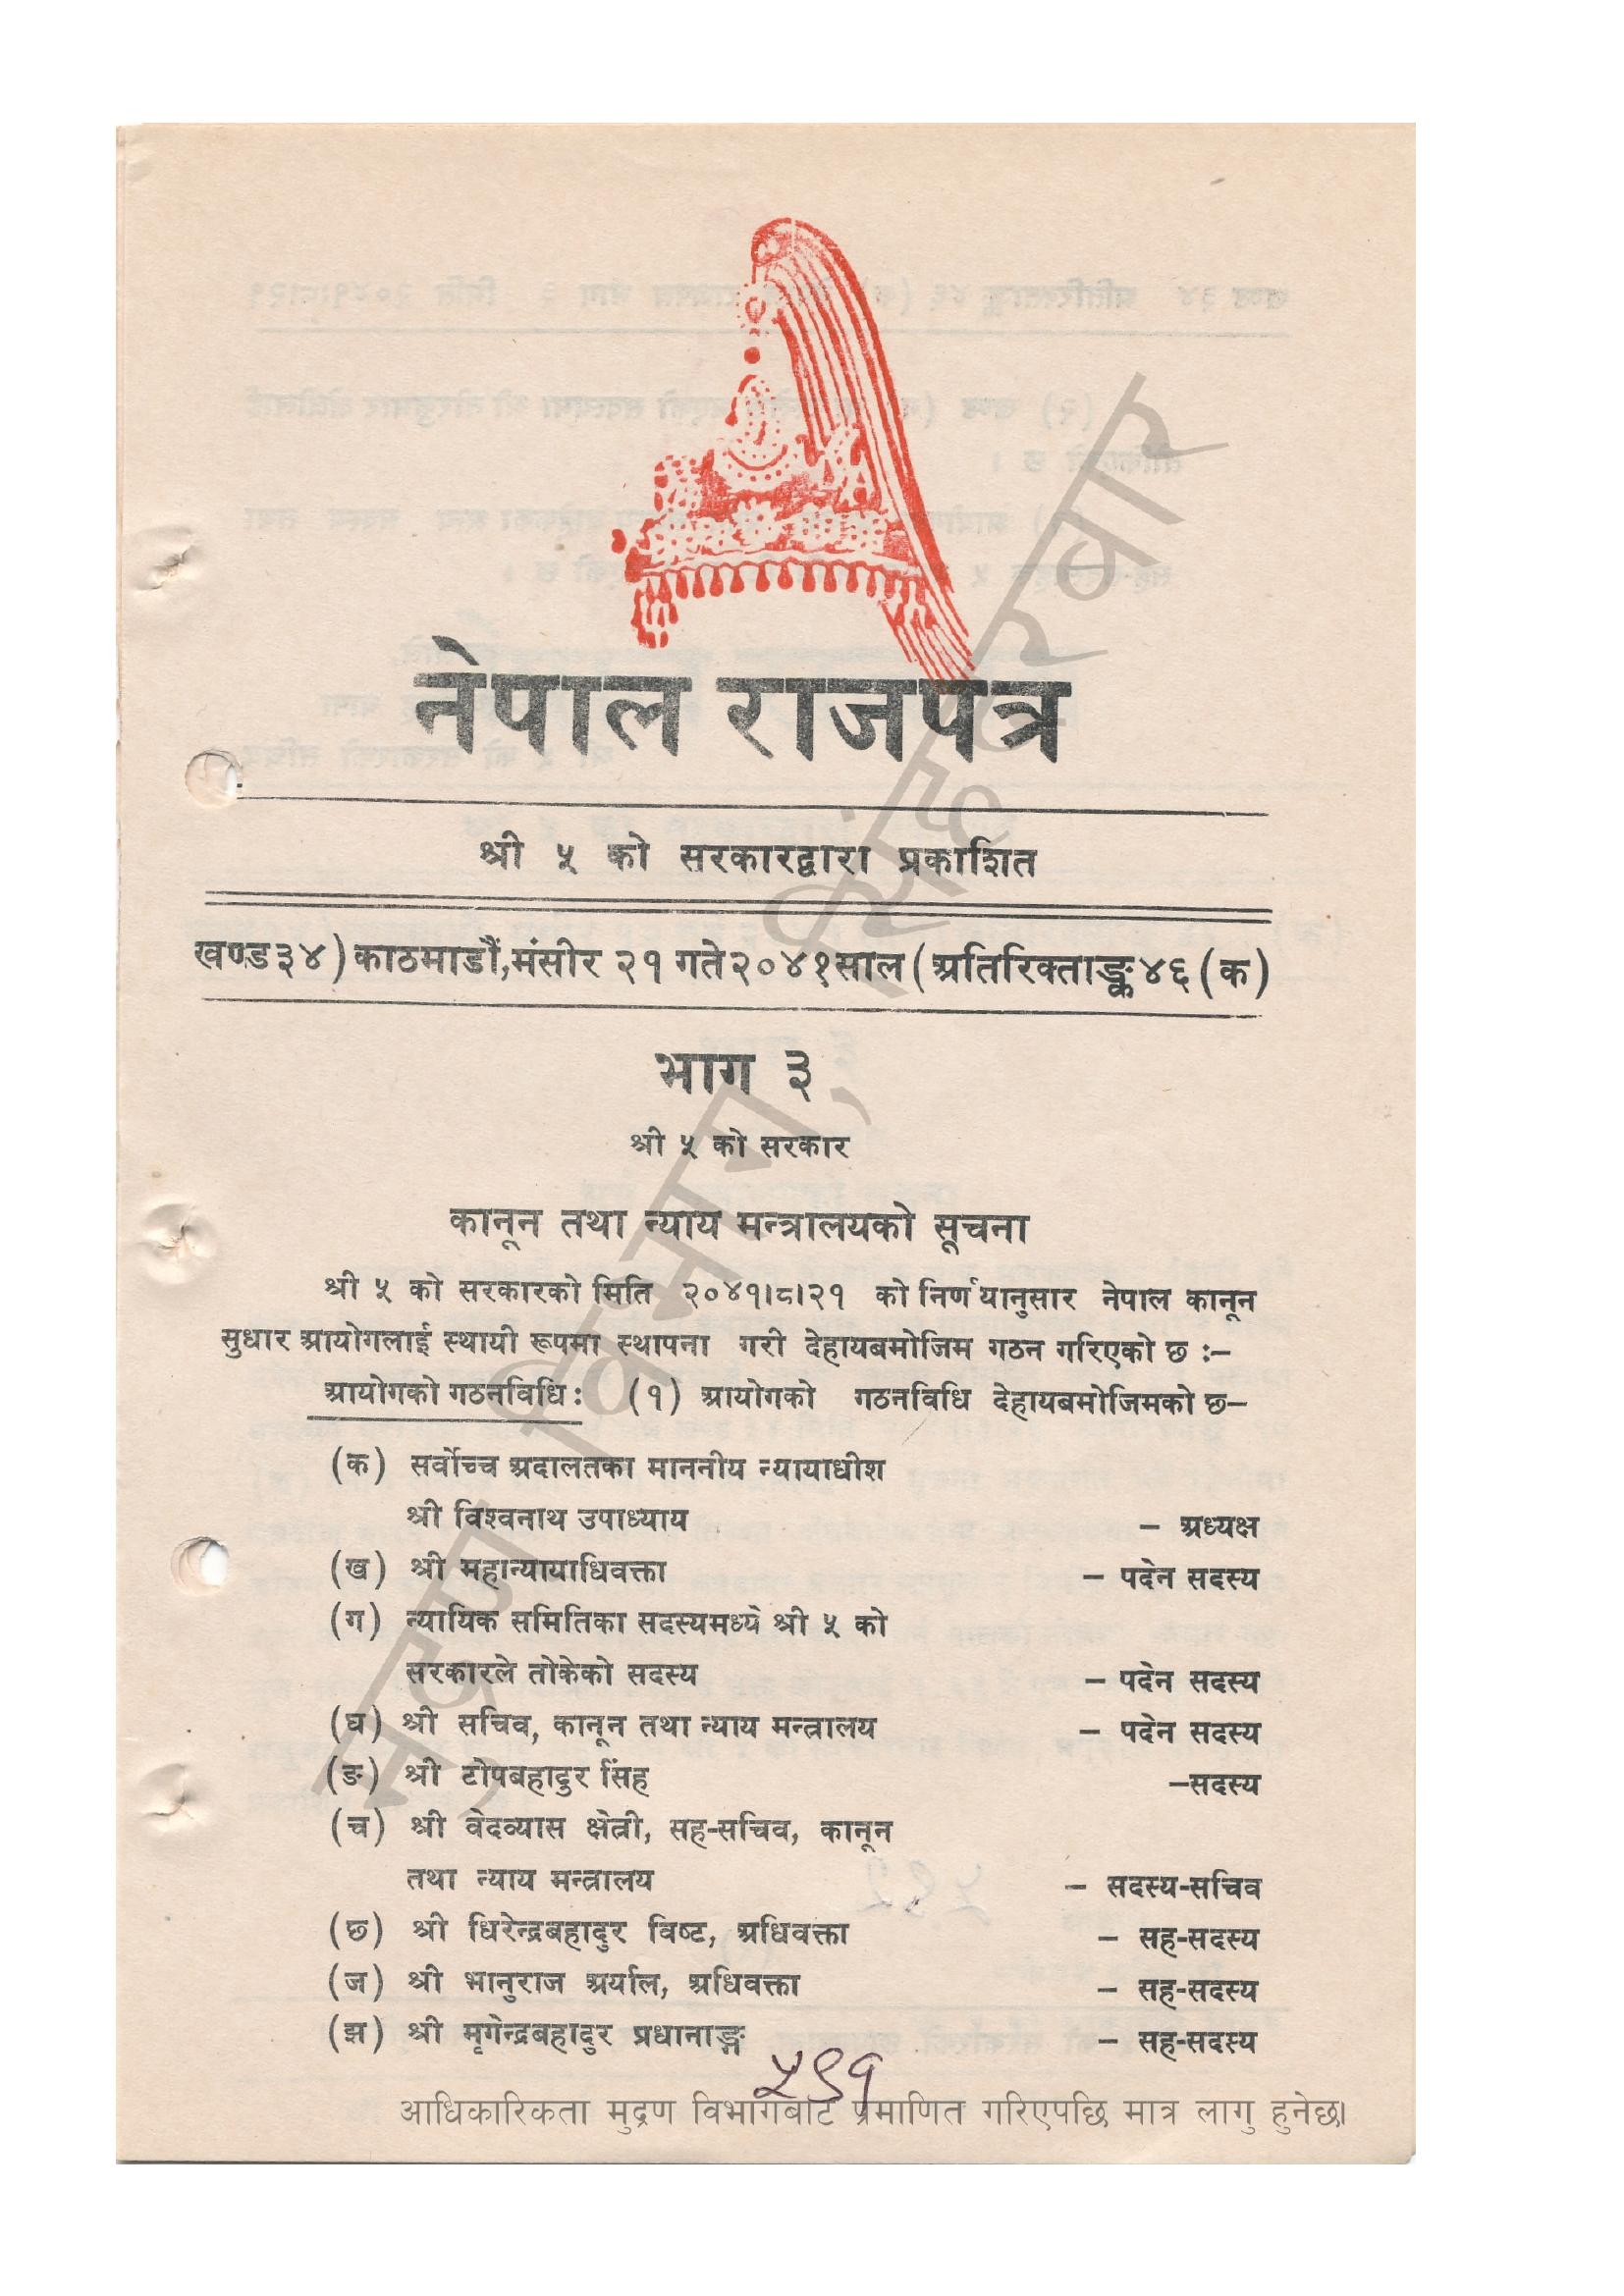 नेपाल राजपत्र
श्री ५ को सरकारद्वारा प्रकाशित
खण्ड ३४) काठमाडौं, मंसीर २१ गते २०४१ साल (अतिरिक्ताङ्क ४६ (क)
भाग ३
श्री ५ को सरकार
कानून तथा न्याय मन्त्रालयको सूचना
श्री ५ को सरकारको मिति २०४१।८।२१ को निर्णयानुसार नेपाल कानून
सुधार आयोगलाई स्थायी रूपमा स्थापना गरी देहायबमोजिम गठन गरिएको छ :–
आयोगको गठनविधि: (१) आयोगको गठनविधि देहायबमोजिमको छ–
(क) सर्वोच्च अदालतका माननीय न्यायाधीश
श्री विश्वनाथ उपाध्याय – अध्यक्ष
(ख) श्री महान्यायाधिवक्ता – पदेन सदस्य
(ग) न्यायिक समितिका सदस्यमध्ये श्री ५ को
सरकारले तोकेको सदस्य – पदेन सदस्य
(घ) श्री सचिव, कानून तथा न्याय मन्त्रालय – पदेन सदस्य
(ङ) श्री टोपबहादुर सिंह –सदस्य
(च) श्री वेदव्यास क्षेत्री, सह-सचिव, कानून
तथा न्याय मन्त्रालय – सदस्य-सचिव
(छ) श्री धिरेन्द्रबहादुर विष्ट, अधिवक्ता – सह-सदस्य
(ज) श्री भानुराज अर्याल, अधिवक्ता – सह-सदस्य
(झ) श्री मृगेन्द्रबहादुर प्रधानाङ्ग – सह-सदस्य
५९१
आधिकारिकता मुद्रण विभागबाट प्रमाणित गरिएपछि मात्र लागु हुनेछ।
मुद्रण विभाग, सिंहदरवार